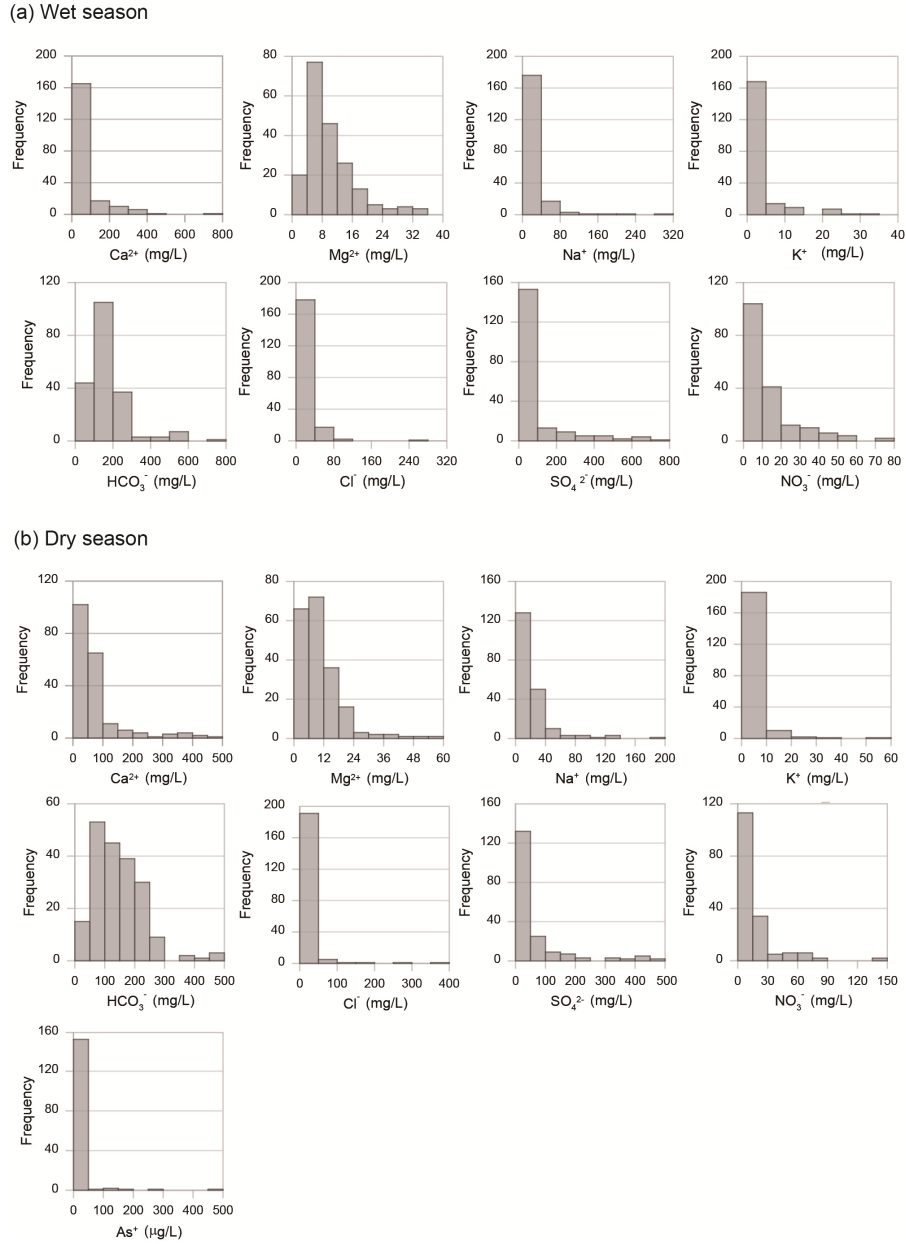 (a) Wet season
200
160
120
80
40
0
Frequency
0 200 400 600 800
Ca²⁺ (mg/L)
80
60
40
20
0
Frequency
0 8 16 24 32 40
Mg²⁺ (mg/L)
200
160
120
80
40
0
Frequency
0 80 160 240 320
Na⁺ (mg/L)
200
160
120
80
40
0
Frequency
0 10 20 30 40
K⁺ (mg/L)
120
80
40
0
Frequency
0 200 400 600 800
HCO₃⁻ (mg/L)
200
160
120
80
40
0
Frequency
0 80 160 240 320
Cl⁻ (mg/L)
160
120
80
40
0
Frequency
0 200 400 600 800
SO₄ ²⁻(mg/L)
120
80
40
0
Frequency
0 10 20 30 40 50 60 70 80
NO₃⁻ (mg/L)
(b) Dry season
120
80
40
0
Frequency
0 100 200 300 400 500
Ca²⁺ (mg/L)
80
60
40
20
0
Frequency
0 12 24 36 48 60
Mg²⁺ (mg/L)
160
120
80
40
0
Frequency
0 40 80 120 160 200
Na⁺ (mg/L)
200
160
120
80
40
0
Frequency
0 10 20 30 40 50 60
K⁺ (mg/L)
60
40
20
0
Frequency
0 100 200 300 400 500
HCO₃⁻ (mg/L)
200
160
120
80
40
0
Frequency
0 100 200 300 400
Cl⁻ (mg/L)
160
120
80
40
0
Frequency
0 100 200 300 400 500
SO₄²⁻ (mg/L)
120
80
40
0
Frequency
0 30 60 90 120 150
NO₃⁻ (mg/L)
160
120
80
40
0
Frequency
0 100 200 300 400 500
As⁺ (μg/L)